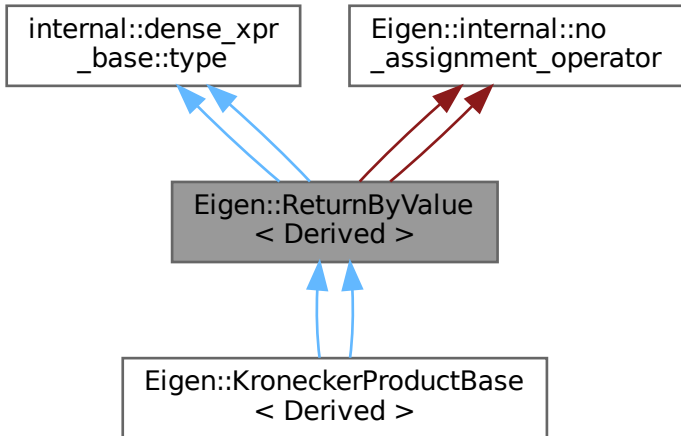 internal::dense_xpr
_base::type
Eigen::internal::no
_assignment_operator
Eigen::ReturnByValue
< Derived >
Eigen::KroneckerProductBase
< Derived >